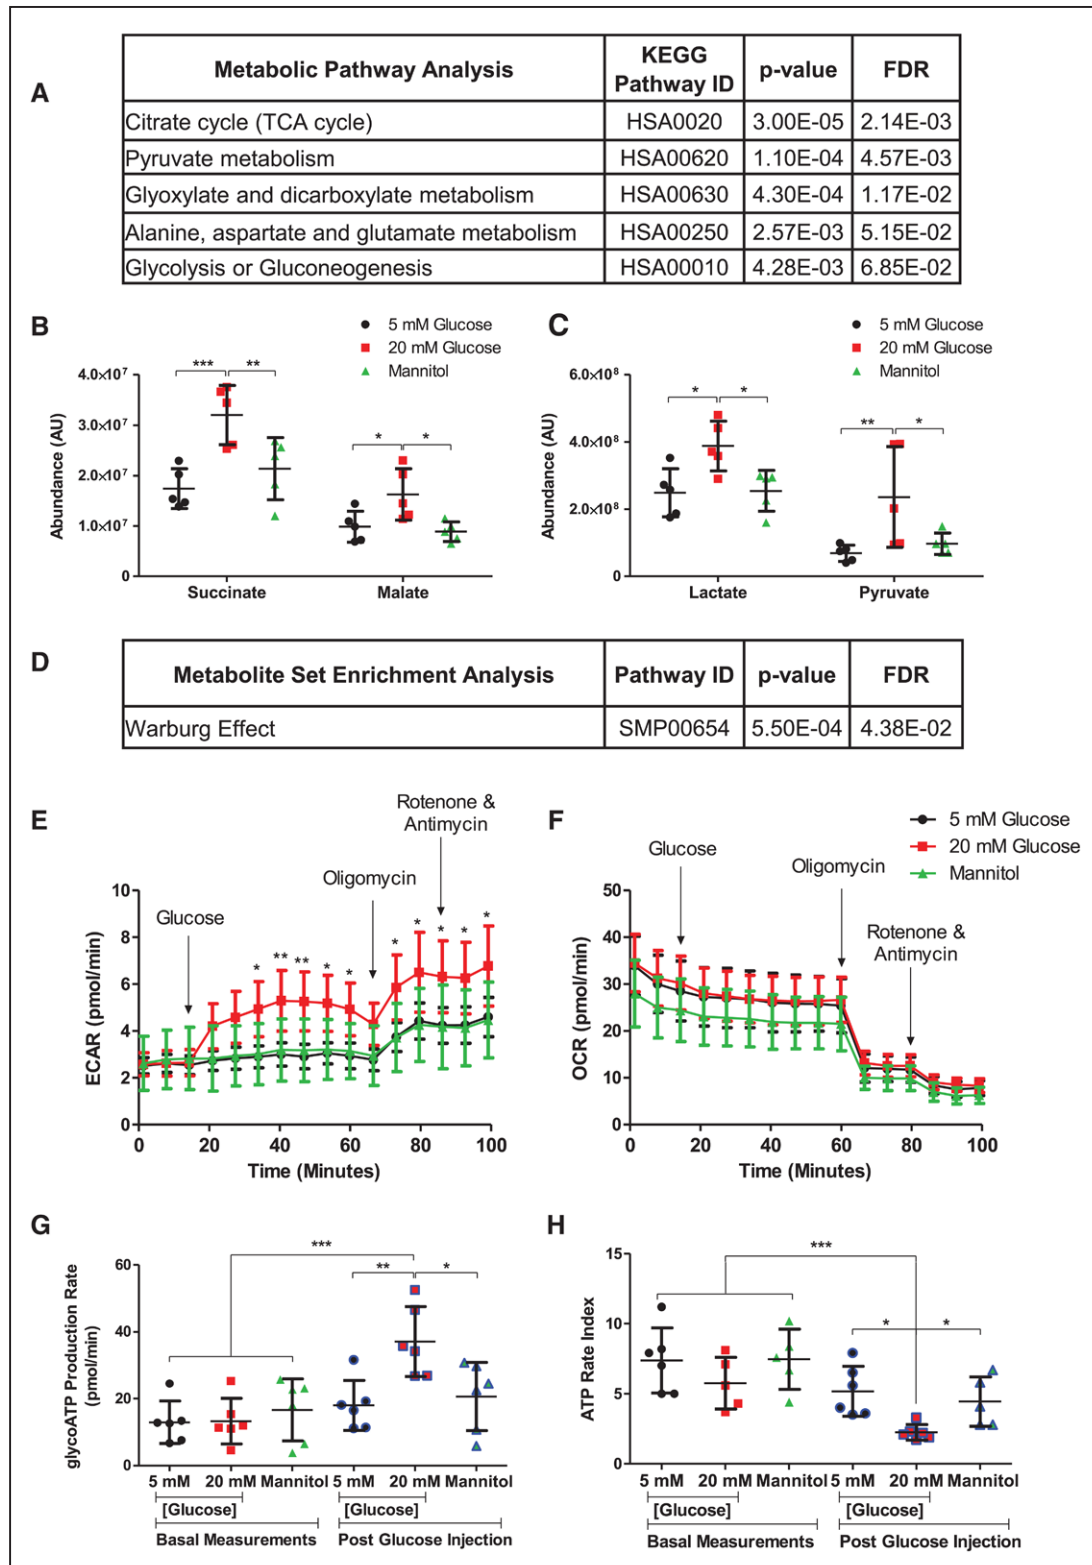 A
Metabolic Pathway Analysis KEGG Pathway ID p-value FDR
Citrate cycle (TCA cycle) HSA0020 3.00E-05 2.14E-03
Pyruvate metabolism HSA00620 1.10E-04 4.57E-03
Glyoxylate and dicarboxylate metabolism HSA00630 4.30E-04 1.17E-02
Alanine, aspartate and glutamate metabolism HSA00250 2.57E-03 5.15E-02
Glycolysis or Gluconeogenesis HSA00010 4.28E-03 6.85E-02
B
5 mM Glucose
20 mM Glucose
Mannitol
Abundance (AU)
4.0×10⁷
3.0×10⁷
2.0×10⁷
1.0×10⁷
0
*** **
* *
Succinate Malate
C
5 mM Glucose
20 mM Glucose
Mannitol
Abundance (AU)
6.0×10⁸
4.0×10⁸
2.0×10⁸
0
* *
** *
Lactate Pyruvate
D
Metabolite Set Enrichment Analysis Pathway ID p-value FDR
Warburg Effect SMP00654 5.50E-04 4.38E-02
E
Rotenone &
Antimycin
Oligomycin
Glucose
ECAR (pmol/min)
10
8
6
4
2
0
* ** ** * * * * * * *
0 20 40 60 80 100
Time (Minutes)
F
5 mM Glucose
20 mM Glucose
Mannitol
Glucose
Oligomycin
Rotenone &
Antimycin
OCR (pmol/min)
50
40
30
20
10
0
0 20 40 60 80 100
Time (Minutes)
G
glycoATP Production Rate
(pmol/min)
60
40
20
0
***
** *
5 mM 20 mM Mannitol 5 mM 20 mM Mannitol
[Glucose] [Glucose]
Basal Measurements Post Glucose Injection
H
ATP Rate Index
15
10
5
0
***
* *
5 mM 20 mM Mannitol 5 mM 20 mM Mannitol
[Glucose] [Glucose]
Basal Measurements Post Glucose Injection